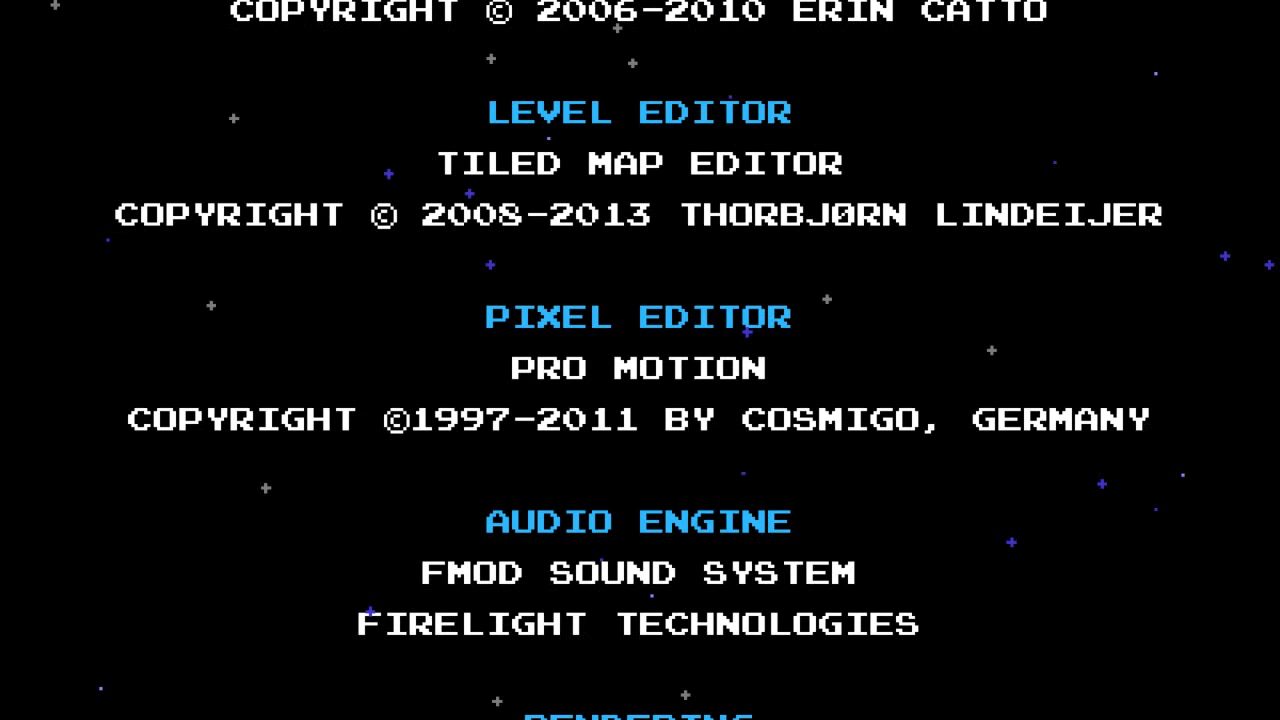 COPYRIGHT © 2006-2010 ERIN CATTO
LEVEL EDITOR
TILED MAP EDITOR
COPYRIGHT © 2008-2013 THORBJØRN LINDEIJER
PIXEL EDITOR
PRO MOTION
COPYRIGHT ©1997-2011 BY COSMIGO, GERMANY
AUDIO ENGINE
FMOD SOUND SYSTEM
FIRELIGHT TECHNOLOGIES
RENDERING